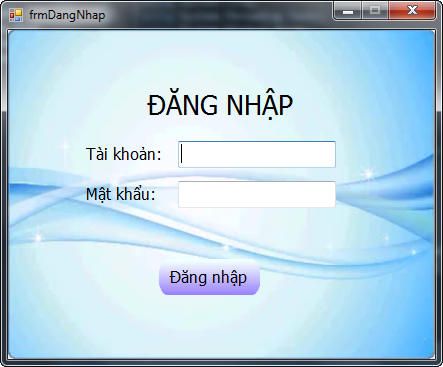 frmDangNhap
ĐĂNG NHẬP
Tài khoản:
Mật khẩu:
Đăng nhập